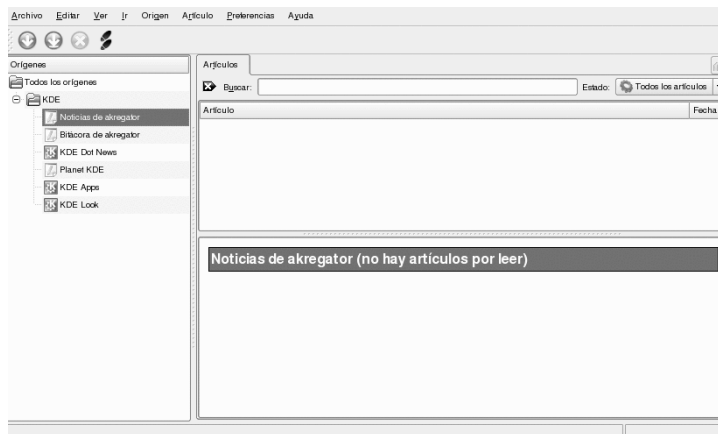 Archivo Editar Ver Ir Origen Artículo Preferencias Ayuda
Orígenes
Todos los orígenes
KDE
Noticias de akregator
Bitácora de akregator
KDE Dot News
Planet KDE
KDE Apps
KDE Look
Artículos
Buscar: Estado: Todos los artículos
Artículo Fecha
Noticias de akregator (no hay artículos por leer)